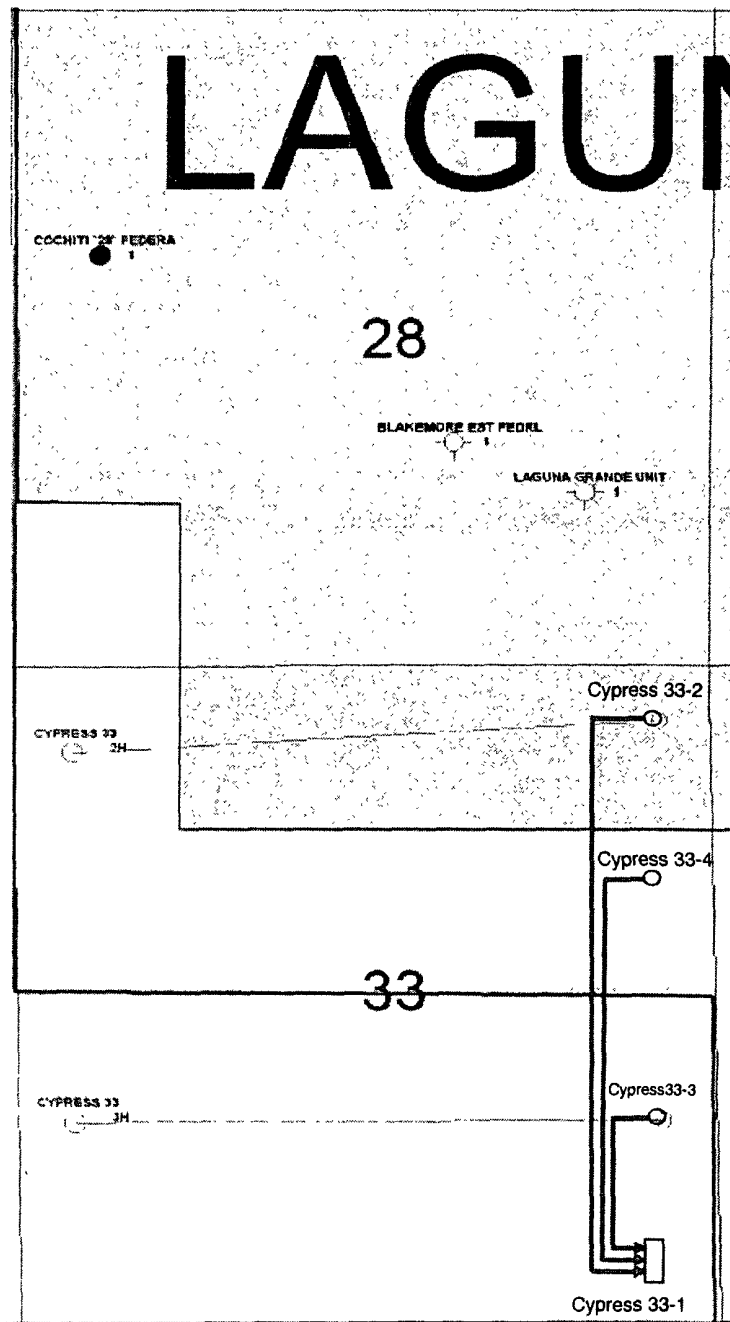 LAGUN
COCHITI '28' FEDERA
1
28
BLAKEMORE EST FEDRL
1
LAGUNA GRANDE UNIT
1
Cypress 33-2
CYPRESS 33
2H
Cypress 33-4
33
Cypress33-3
CYPRESS 33
3H
Cypress 33-1